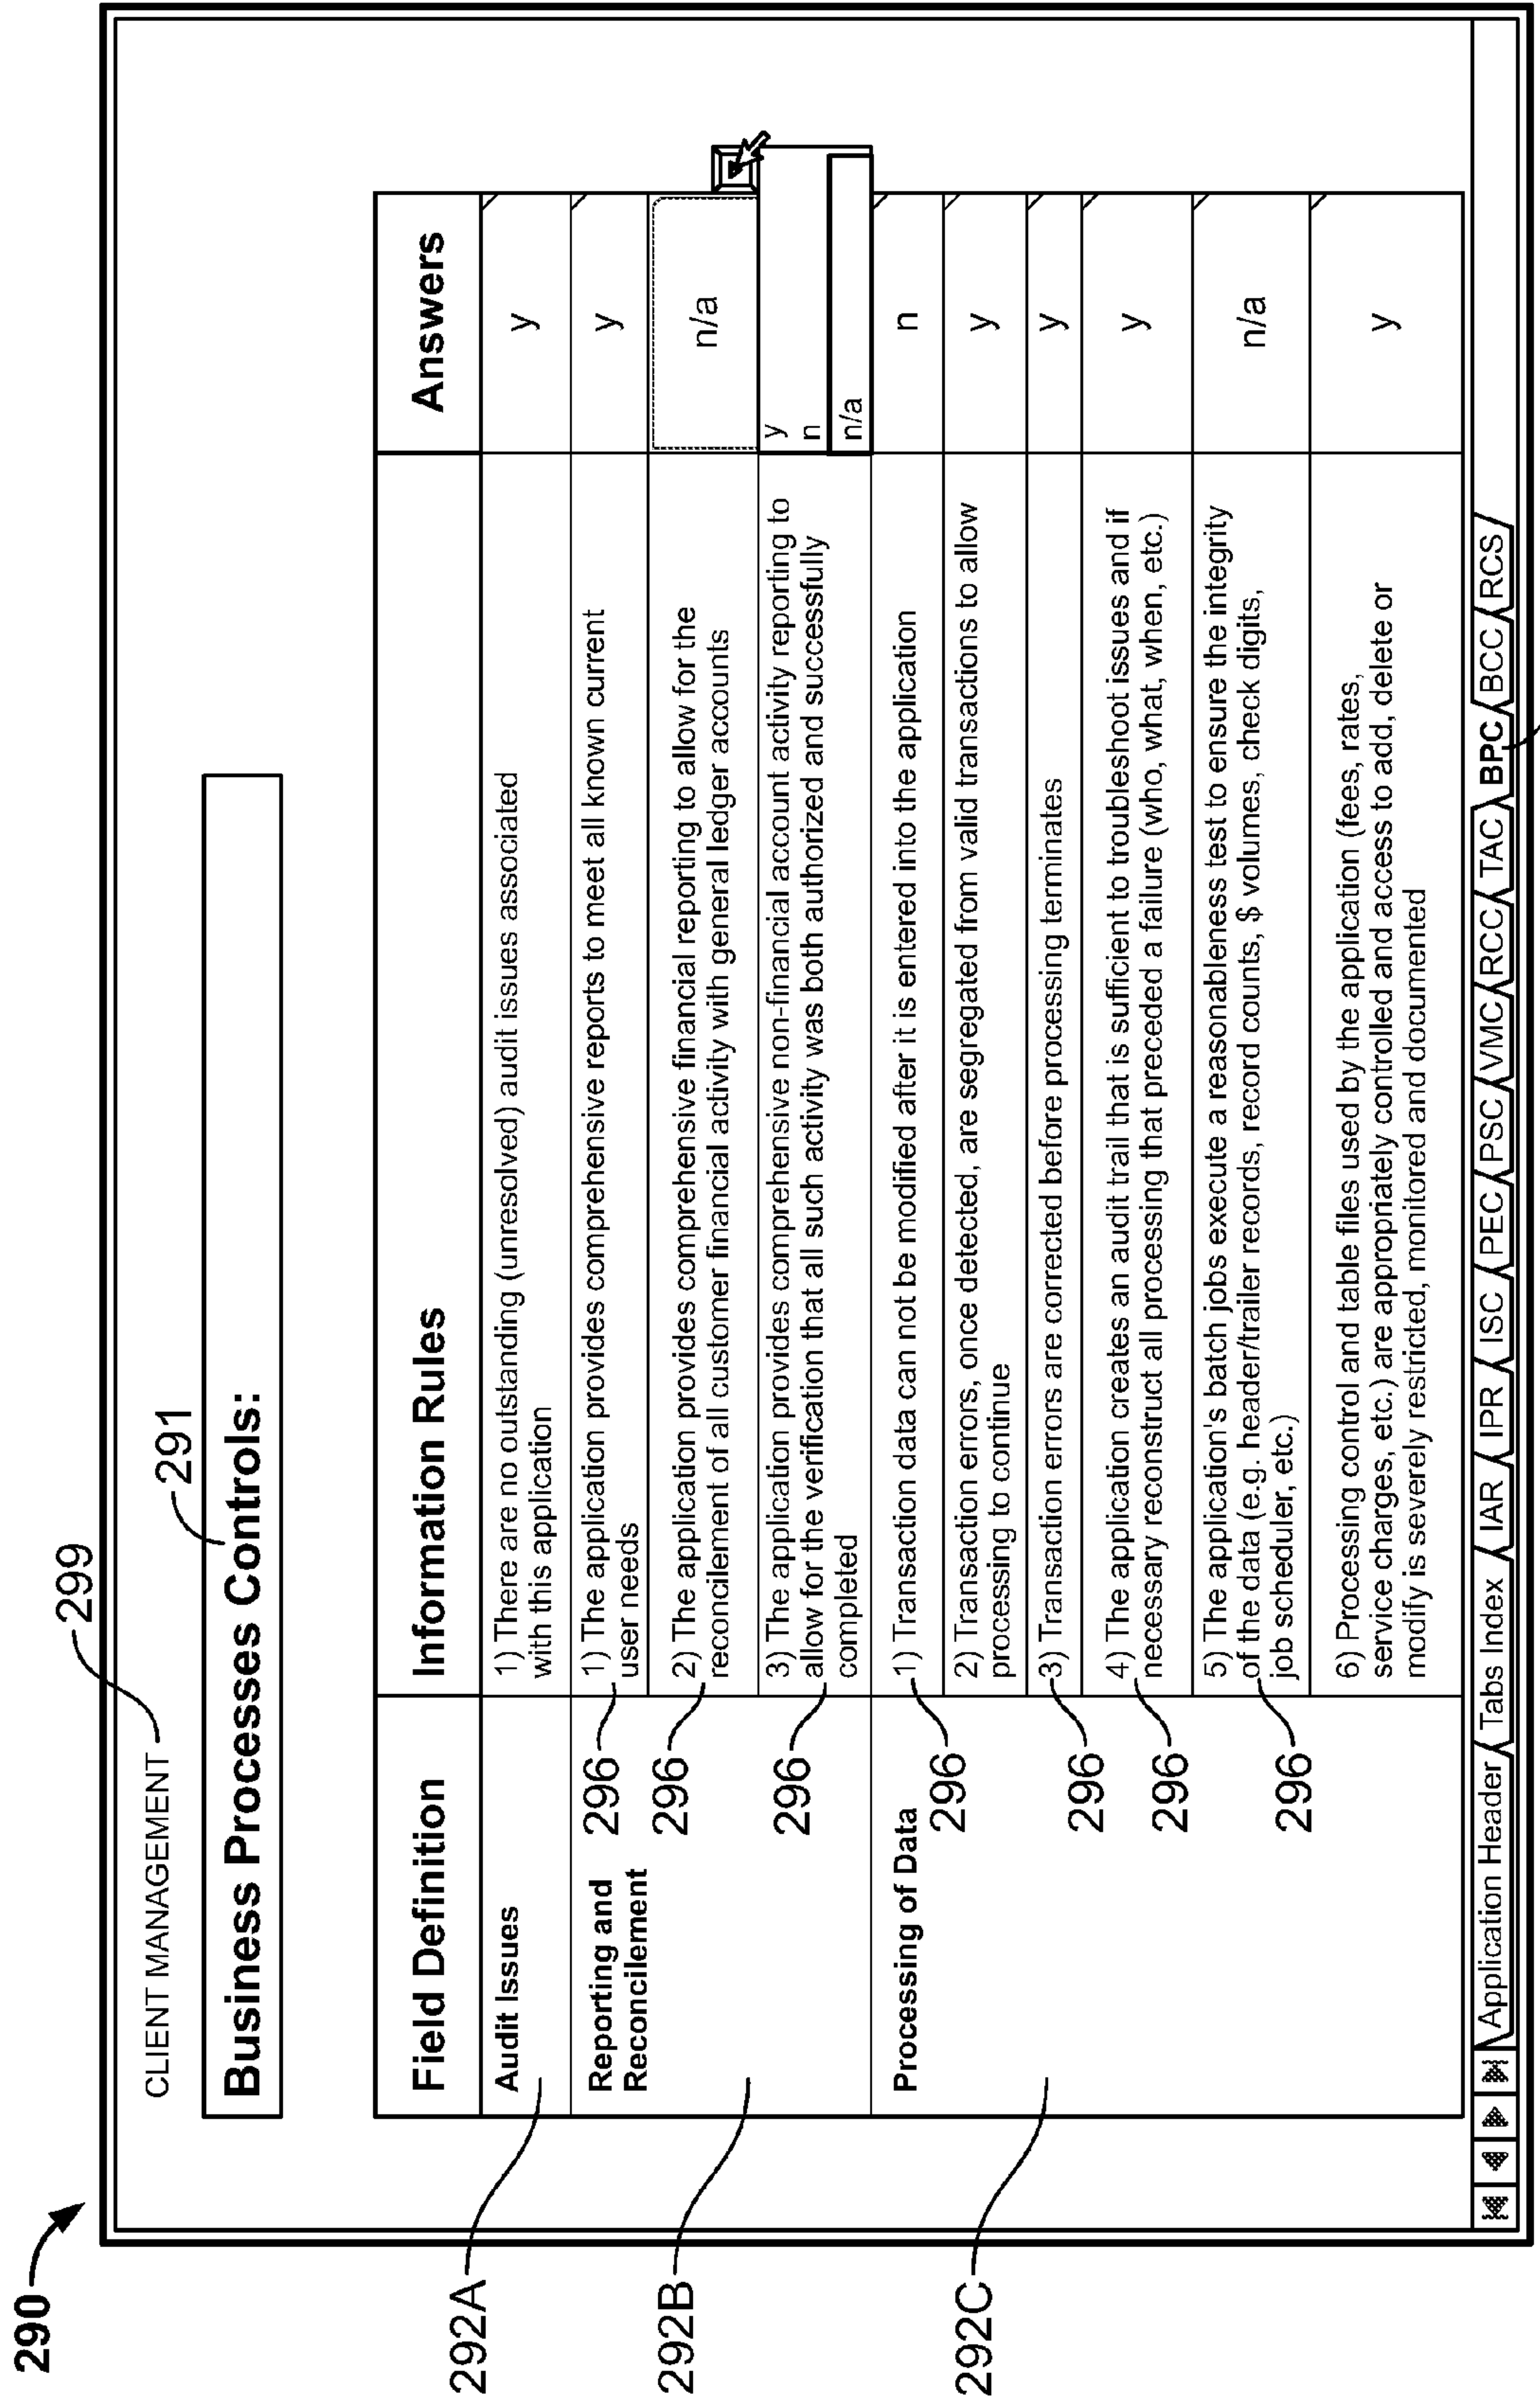 290
299
CLIENT MANAGEMENT
291
Business Processes Controls:
Field Definition
Information Rules
Answers
292A
Audit Issues
1) There are no outstanding (unresolved) audit issues associated
with this application
y
292B
Reporting and
Reconcilement
296
1) The application provides comprehensive reports to meet all known current
user needs
y
296
2) The application provides comprehensive financial reporting to allow for the
reconcilement of all customer financial activity with general ledger accounts
n/a
296
3) The application provides comprehensive non-financial account activity reporting to
allow for the verification that all such activity was both authorized and successfully
completed
y
n
n/a
292C
Processing of Data
296
1) Transaction data can not be modified after it is entered into the application
n
2) Transaction errors, once detected, are segregated from valid transactions to allow
processing to continue
y
296
3) Transaction errors are corrected before processing terminates
y
296
4) The application creates an audit trail that is sufficient to troubleshoot issues and if
necessary reconstruct all processing that preceded a failure (who, what, when, etc.)
y
296
5) The application's batch jobs execute a reasonableness test to ensure the integrity
of the data (e.g. header/trailer records, record counts, $ volumes, check digits,
job scheduler, etc.)
n/a
6) Processing control and table files used by the application (fees, rates,
service charges, etc.) are appropriately controlled and access to add, delete or
modify is severely restricted, monitored and documented
y
Application Header Tabs Index IAR IPR ISC PEC PSC VMC RCC TAC BPC BCC RCS